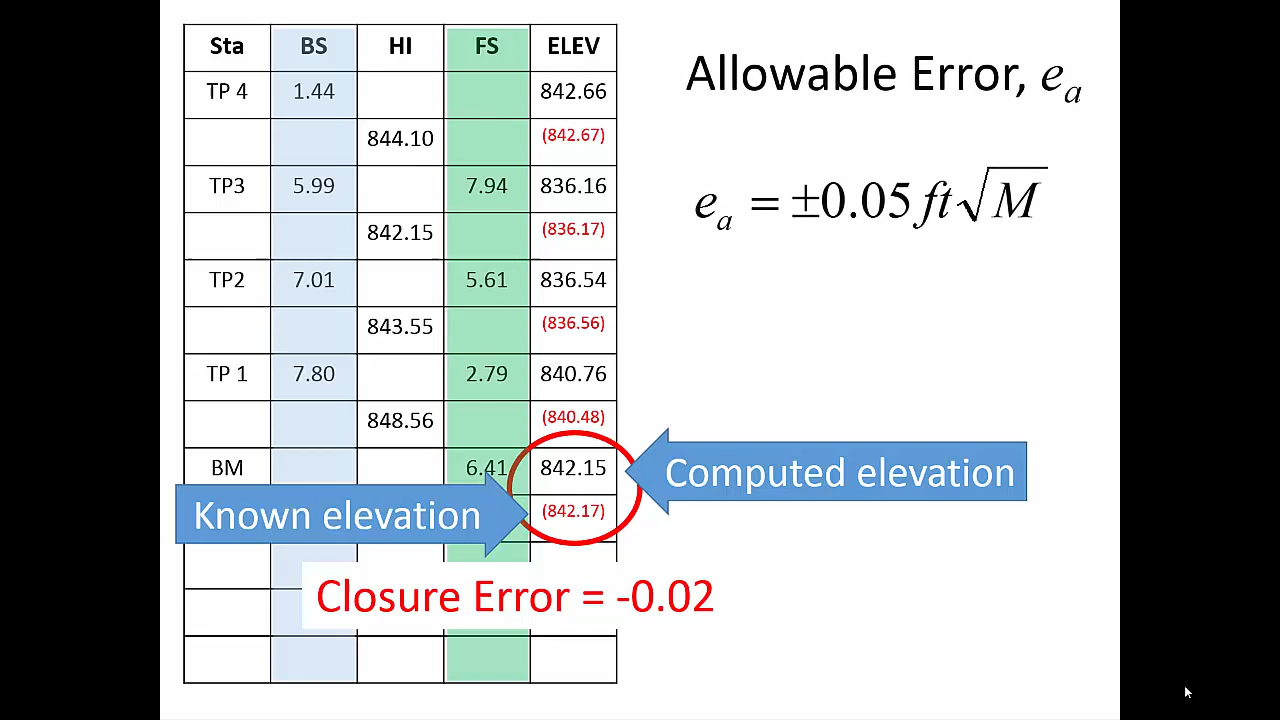 Sta BS HI FS ELEV
TP 4 1.44 842.66
844.10 (842.67)
TP3 5.99 7.94 836.16
842.15 (836.17)
TP2 7.01 5.61 836.54
843.55 (836.56)
TP 1 7.80 2.79 840.76
848.56 (840.48)
BM 6.41 842.15
(842.17)
Known elevation
Computed elevation
Closure Error = -0.02
Allowable Error, eₐ
eₐ = ±0.05 ft√M